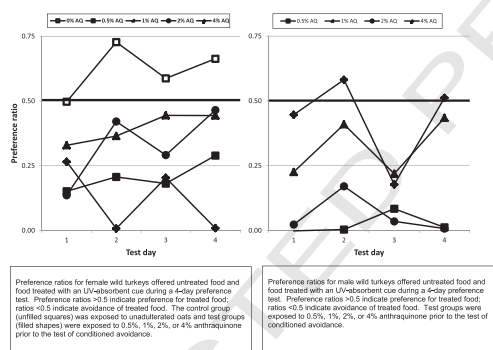 0% AQ 0.5% AQ 1% AQ 2% AQ 4% AQ
0.75
0.50
0.25
0.00
Preference ratio
1 2 3 4
Test day
0.5% AQ 1% AQ 2% AQ 4% AQ
0.75
0.50
0.25
0.00
1 2 3 4
Test day
Preference ratios for female wild turkeys offered untreated food and
food treated with an UV-absorbent cue during a 4-day preference
test. Preference ratios >0.5 indicate preference for treated food;
ratios <0.5 indicate avoidance of treated food. The control group
(unfilled squares) was exposed to unadulterated oats and test groups
(filled shapes) were exposed to 0.5%, 1%, 2%, or 4% anthraquinone
prior to the test of conditioned avoidance.
Preference ratios for male wild turkeys offered untreated food and
food treated with an UV-absorbent cue during a 4-day preference
test. Preference ratios >0.5 indicate preference for treated food;
ratios <0.5 indicate avoidance of treated food. Test groups were
exposed to 0.5%, 1%, 2%, or 4% anthraquinone prior to the test of
conditioned avoidance.